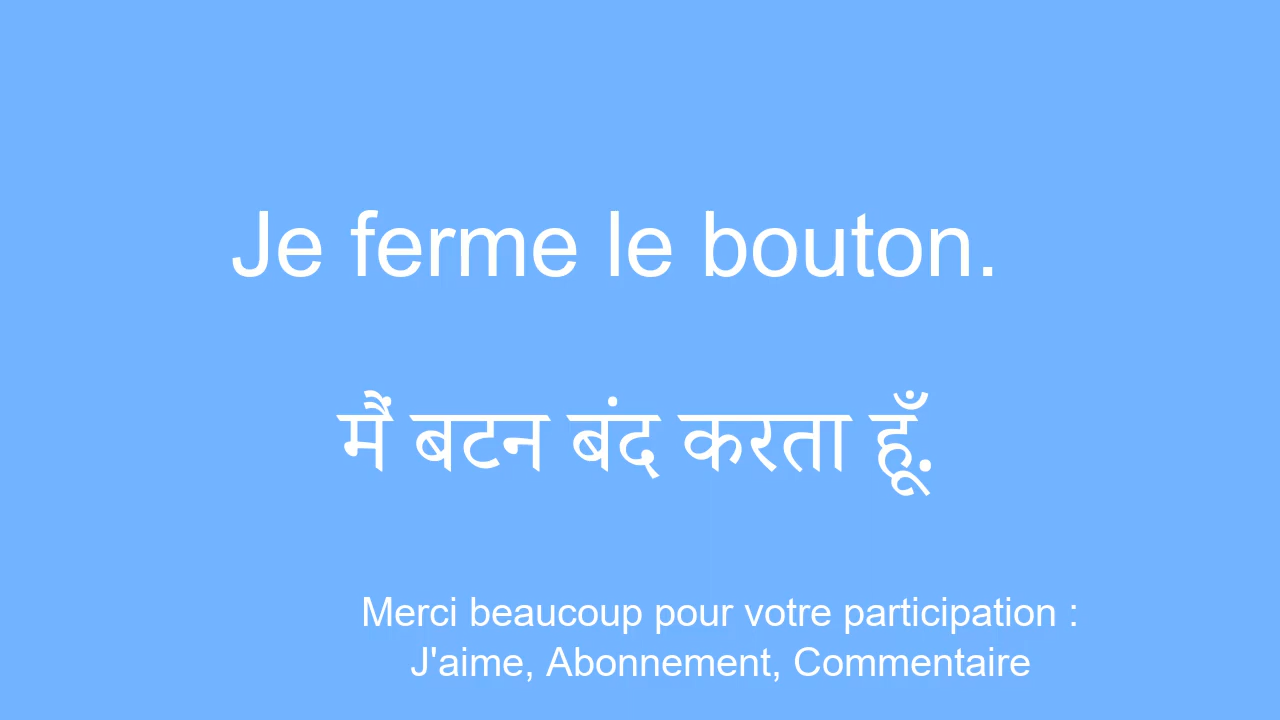 Je ferme le bouton.
मैं बटन बंद करता हूँ.
Merci beaucoup pour votre participation :
J'aime, Abonnement, Commentaire